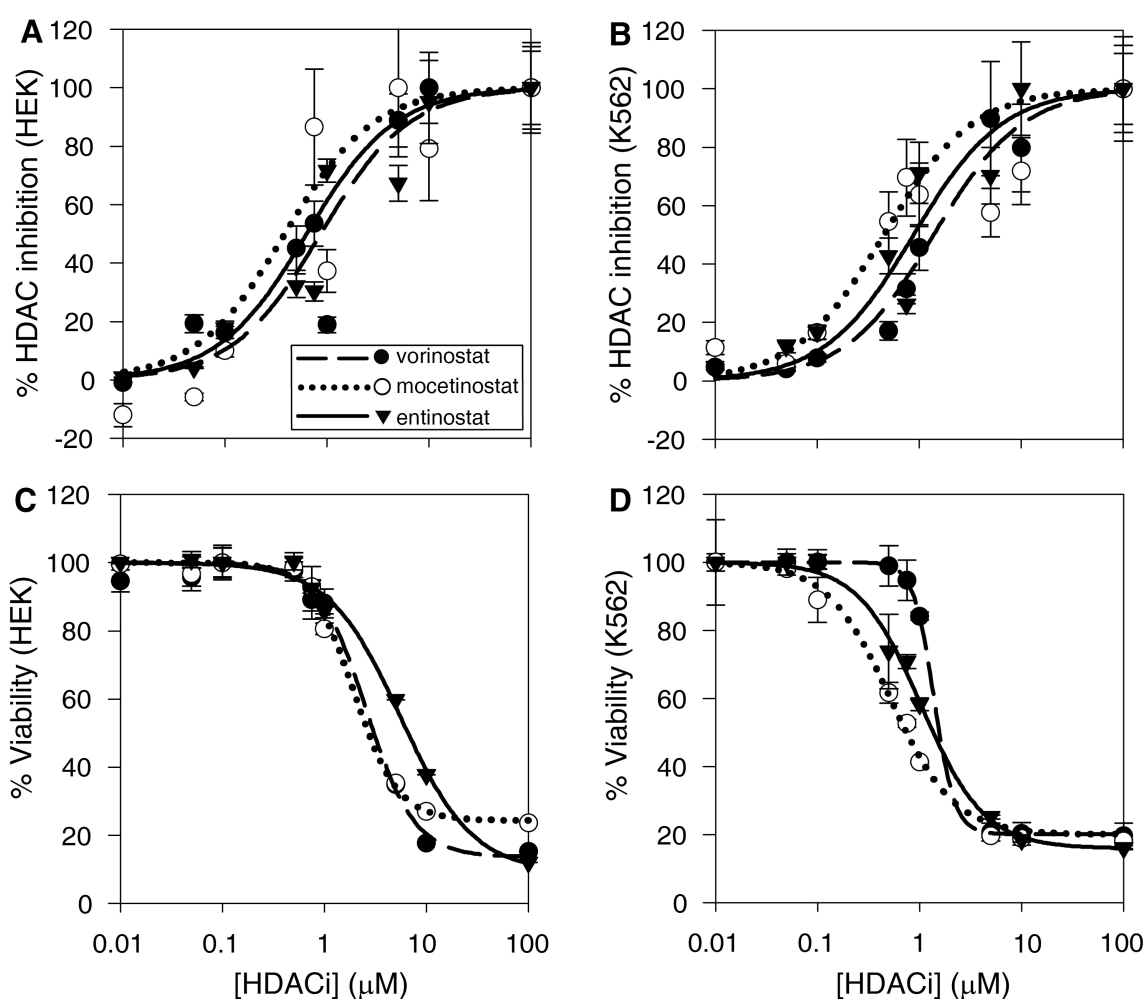 A
% HDAC inhibition (HEK)
120
100
80
60
40
20
0
-20
vorinostat
mocetinostat
entinostat
B
% HDAC inhibition (K562)
120
100
80
60
40
20
0
-20
C
% Viability (HEK)
120
100
80
60
40
20
0
0.01 0.1 1 10 100
[HDACi] (μM)
D
% Viability (K562)
120
100
80
60
40
20
0
0.01 0.1 1 10 100
[HDACi] (μM)